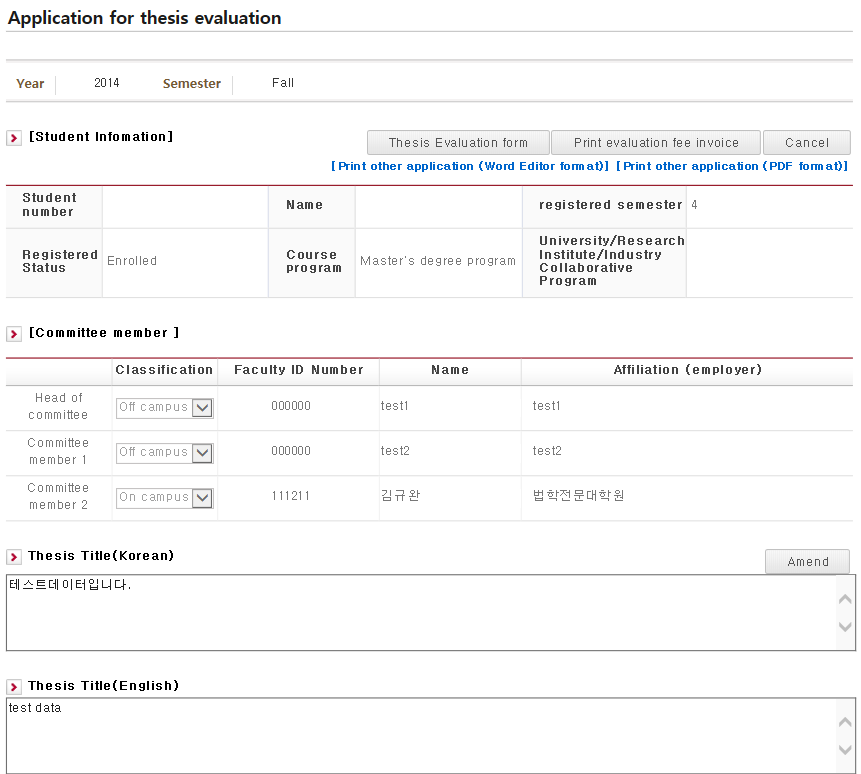 Application for thesis evaluation
Year 2014 Semester Fall
[Student Infomation]
Thesis Evaluation form Print evaluation fee invoice Cancel
[Print other application (Word Editor format)] [Print other application (PDF format)]
Student number Name registered semester 4
Registered Status Enrolled Course program Master's degree program University/Research Institute/Industry Collaborative Program
[Committee member ]
Classification Faculty ID Number Name Affiliation (employer)
Head of committee Off campus 000000 test1 test1
Committee member 1 Off campus 000000 test2 test2
Committee member 2 On campus 111211 김규완 법학전문대학원
Thesis Title(Korean)
Amend
테스트데이터입니다.
Thesis Title(English)
test data